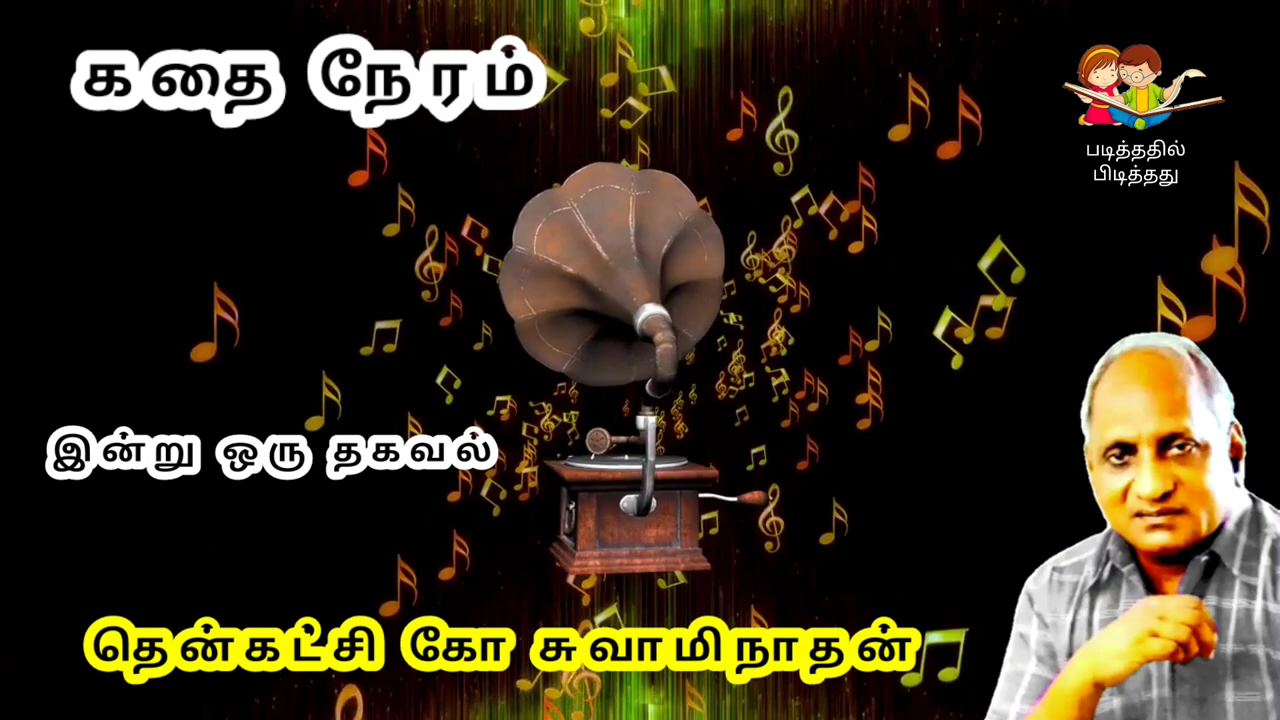 கதை நேரம்
படித்ததில்
பிடித்தது
இன்று ஒரு தகவல்
தென்கட்சி கோ சுவாமிநாதன்